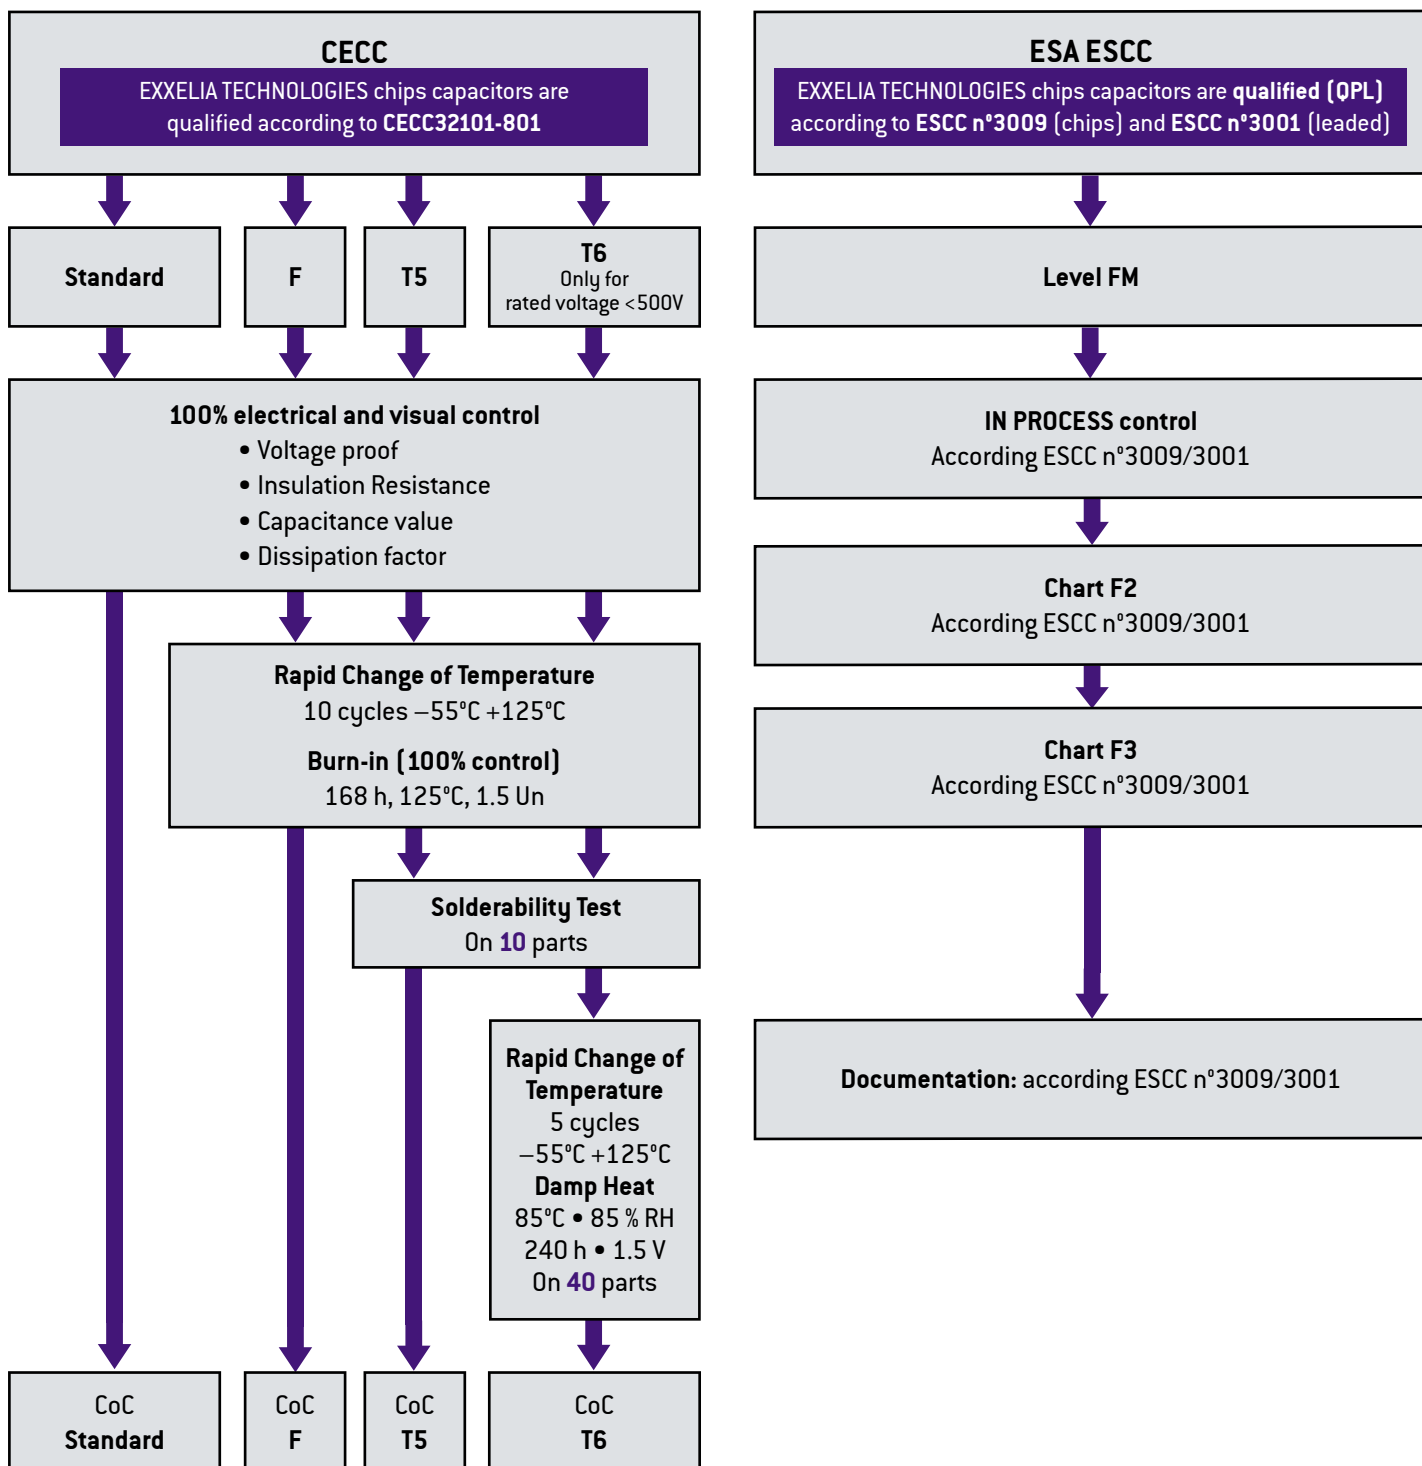 CECC
EXXELIA TECHNOLOGIES chips capacitors are
qualified according to CECC32101-801
Standard
F
T5
T6
Only for
rated voltage <500V
100% electrical and visual control
• Voltage proof
• Insulation Resistance
• Capacitance value
• Dissipation factor
Rapid Change of Temperature
10 cycles –55°C +125°C
Burn-in (100% control)
168 h, 125°C, 1.5 Un
Solderability Test
On 10 parts
Rapid Change of
Temperature
5 cycles
–55°C +125°C
Damp Heat
85°C • 85 % RH
240 h • 1.5 V
On 40 parts
CoC
Standard
CoC
F
CoC
T5
CoC
T6
ESA ESCC
EXXELIA TECHNOLOGIES chips capacitors are qualified (QPL)
according to ESCC n°3009 (chips) and ESCC n°3001 (leaded)
Level FM
IN PROCESS control
According ESCC n°3009/3001
Chart F2
According ESCC n°3009/3001
Chart F3
According ESCC n°3009/3001
Documentation: according ESCC n°3009/3001